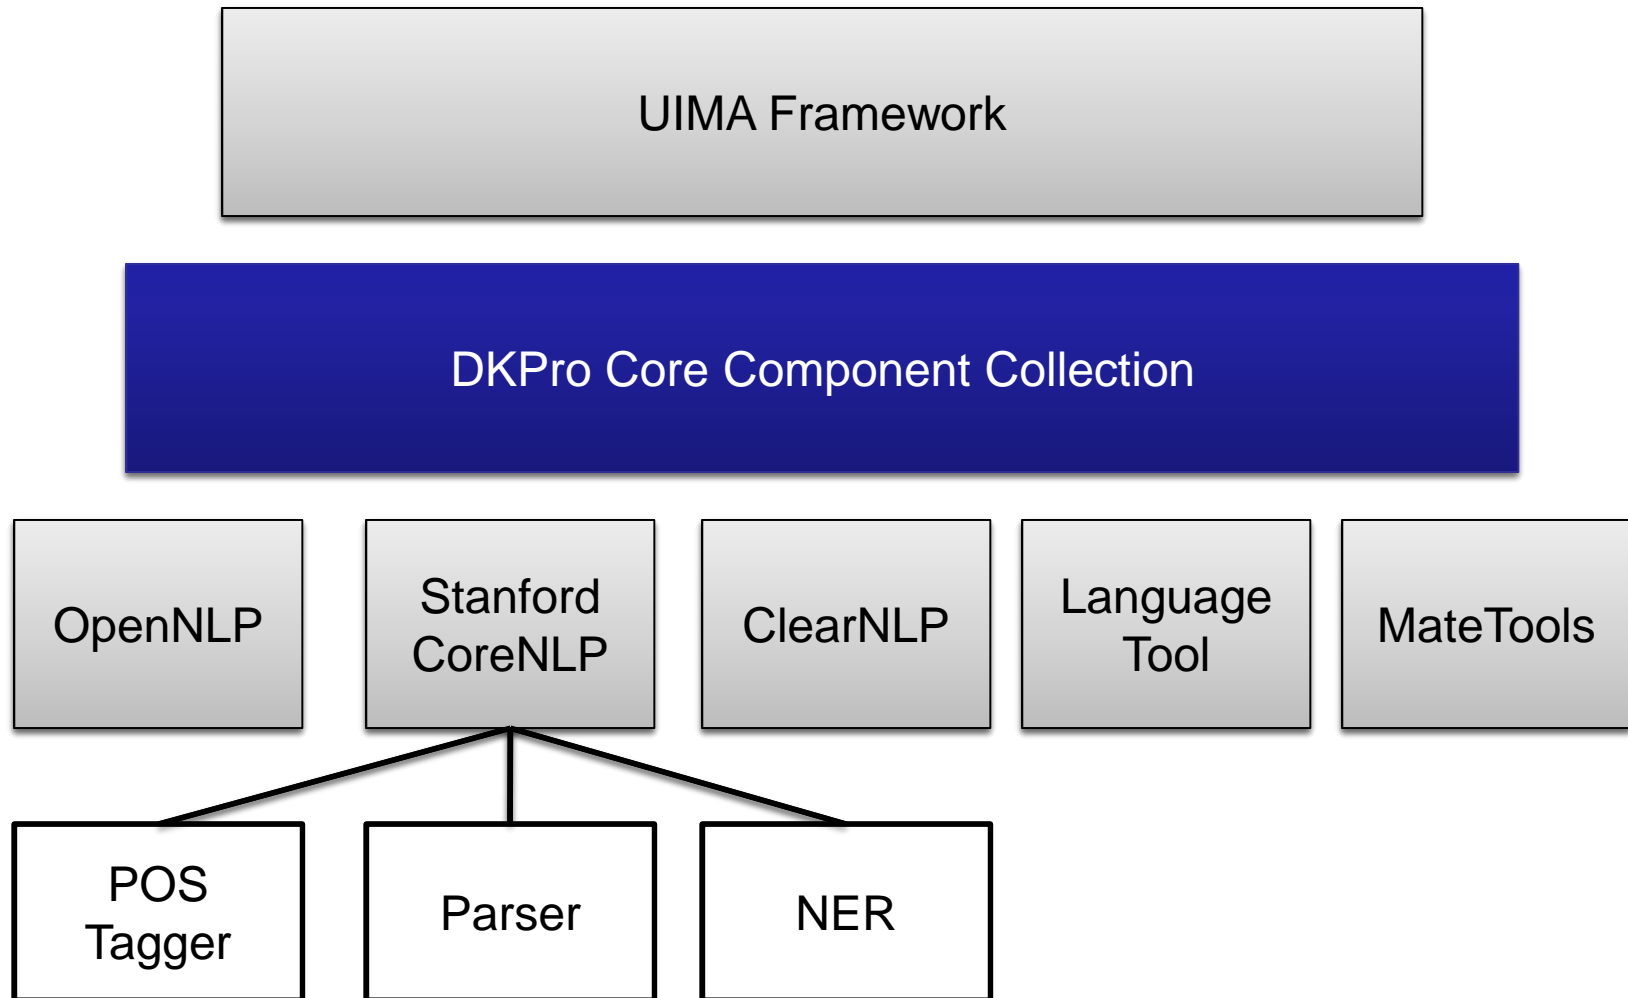 UIMA Framework
DKPro Core Component Collection
OpenNLP
Stanford
CoreNLP
ClearNLP
Language
Tool
MateTools
POS
Tagger
Parser
NER